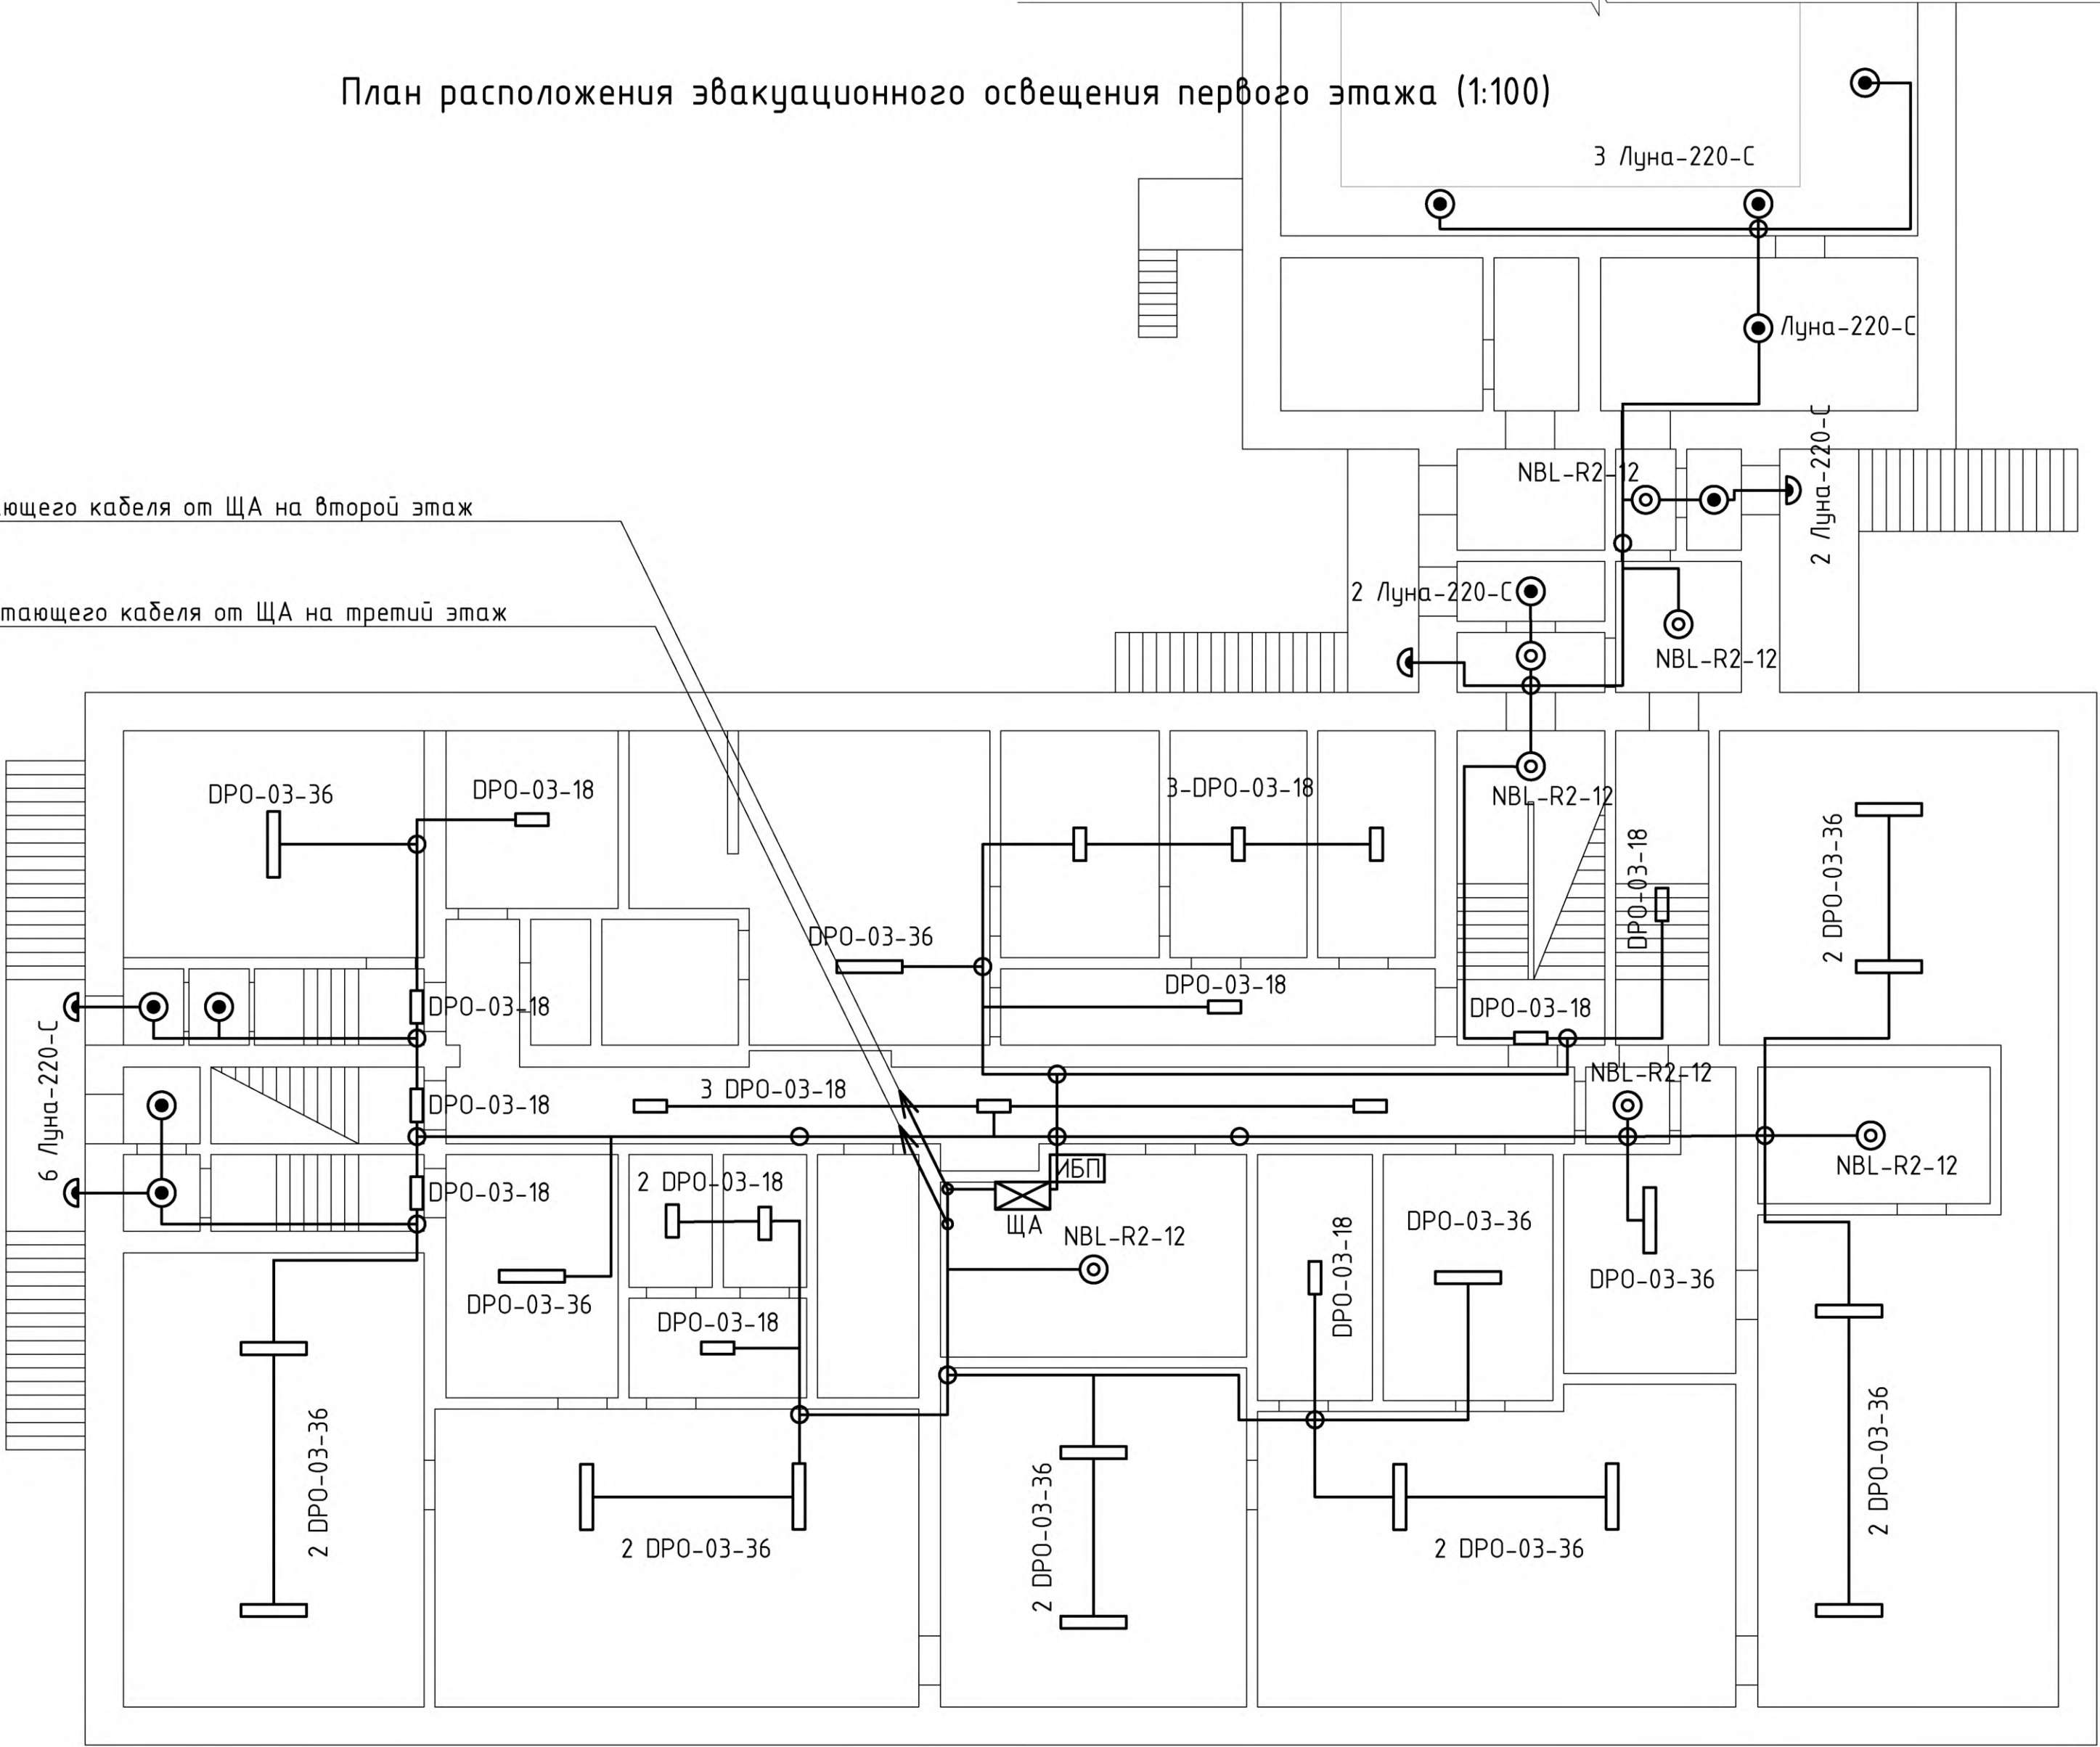 План расположения эвакуационного освещения первого этажа (1:100)
3 Луна-220-С
Луна-220-С
2 Луна-220-С
NBL-R2-12
ющего кабеля от ЩА на второй этаж
2 Луна-220-С
тающего кабеля от ЩА на третий этаж
NBL-R2-12
DPO-03-36
DPO-03-18
3-DPO-03-18
NBL-R2-12
DPO-03-18
2 DPO-03-36
DPO-03-36
DPO-03-18
DPO-03-18
DPO-03-18
6 Луна-220-С
NBL-R2-12
3 DPO-03-18
DPO-03-18
ИБП
NBL-R2-12
2 DPO-03-18
DPO-03-18
ЩА
NBL-R2-12
DPO-03-18
DPO-03-36
DPO-03-36
DPO-03-36
DPO-03-18
2 DPO-03-36
2 DPO-03-36
2 DPO-03-36
2 DPO-03-36
2 DPO-03-36